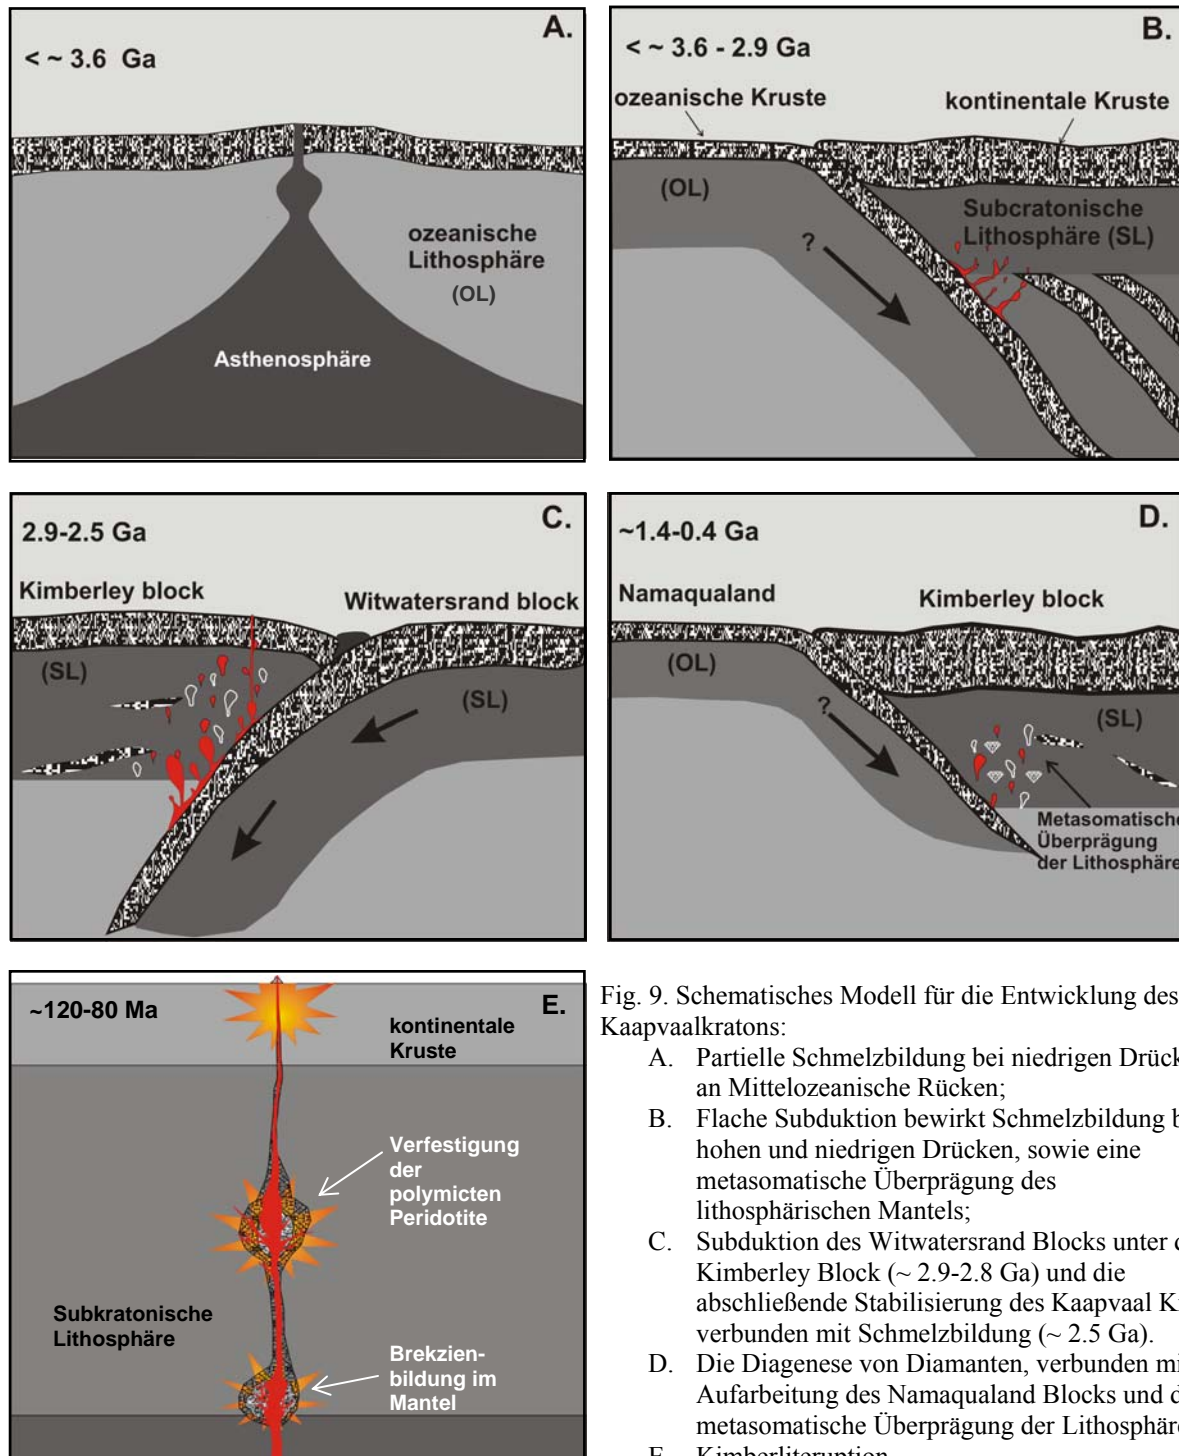 A.
< ~ 3.6 Ga
ozeanische
Lithosphäre
(OL)
Asthenosphäre
B.
< ~ 3.6 - 2.9 Ga
ozeanische Kruste
kontinentale Kruste
(OL)
Subcratonische
Lithosphäre (SL)
?
C.
2.9-2.5 Ga
Kimberley block
Witwatersrand block
(SL)
(SL)
D.
~1.4-0.4 Ga
Namaqualand
Kimberley block
(OL)
(SL)
?
Metasomatische
Überprägung
der Lithosphäre
E.
~120-80 Ma
kontinentale
Kruste
Verfestigung
der
polymicten
Peridotite
Subkratonische
Lithosphäre
Brekzien-
bildung im
Mantel
Fig. 9. Schematisches Modell für die Entwicklung des
Kaapvaalkratons:
A. Partielle Schmelzbildung bei niedrigen
an Mittelozeanische Rücken;
B. Flache Subduktion bewirkt Schmelzbildung
hohen und niedrigen Drücken, sowie eine
metasomatische Überprägung des
lithosphärischen Mantels;
C. Subduktion des Witwatersrand Blocks unter
Kimberley Block (~ 2.9-2.8 Ga) und die
abschließende Stabilisierung des Kaapvaal
verbunden mit Schmelzbildung (~ 2.5 Ga).
D. Die Diagenese von Diamanten, verbunden
Aufarbeitung des Namaqualand Blocks und
metasomatische Überprägung der Lithosphäre
E. Kimberliteruption